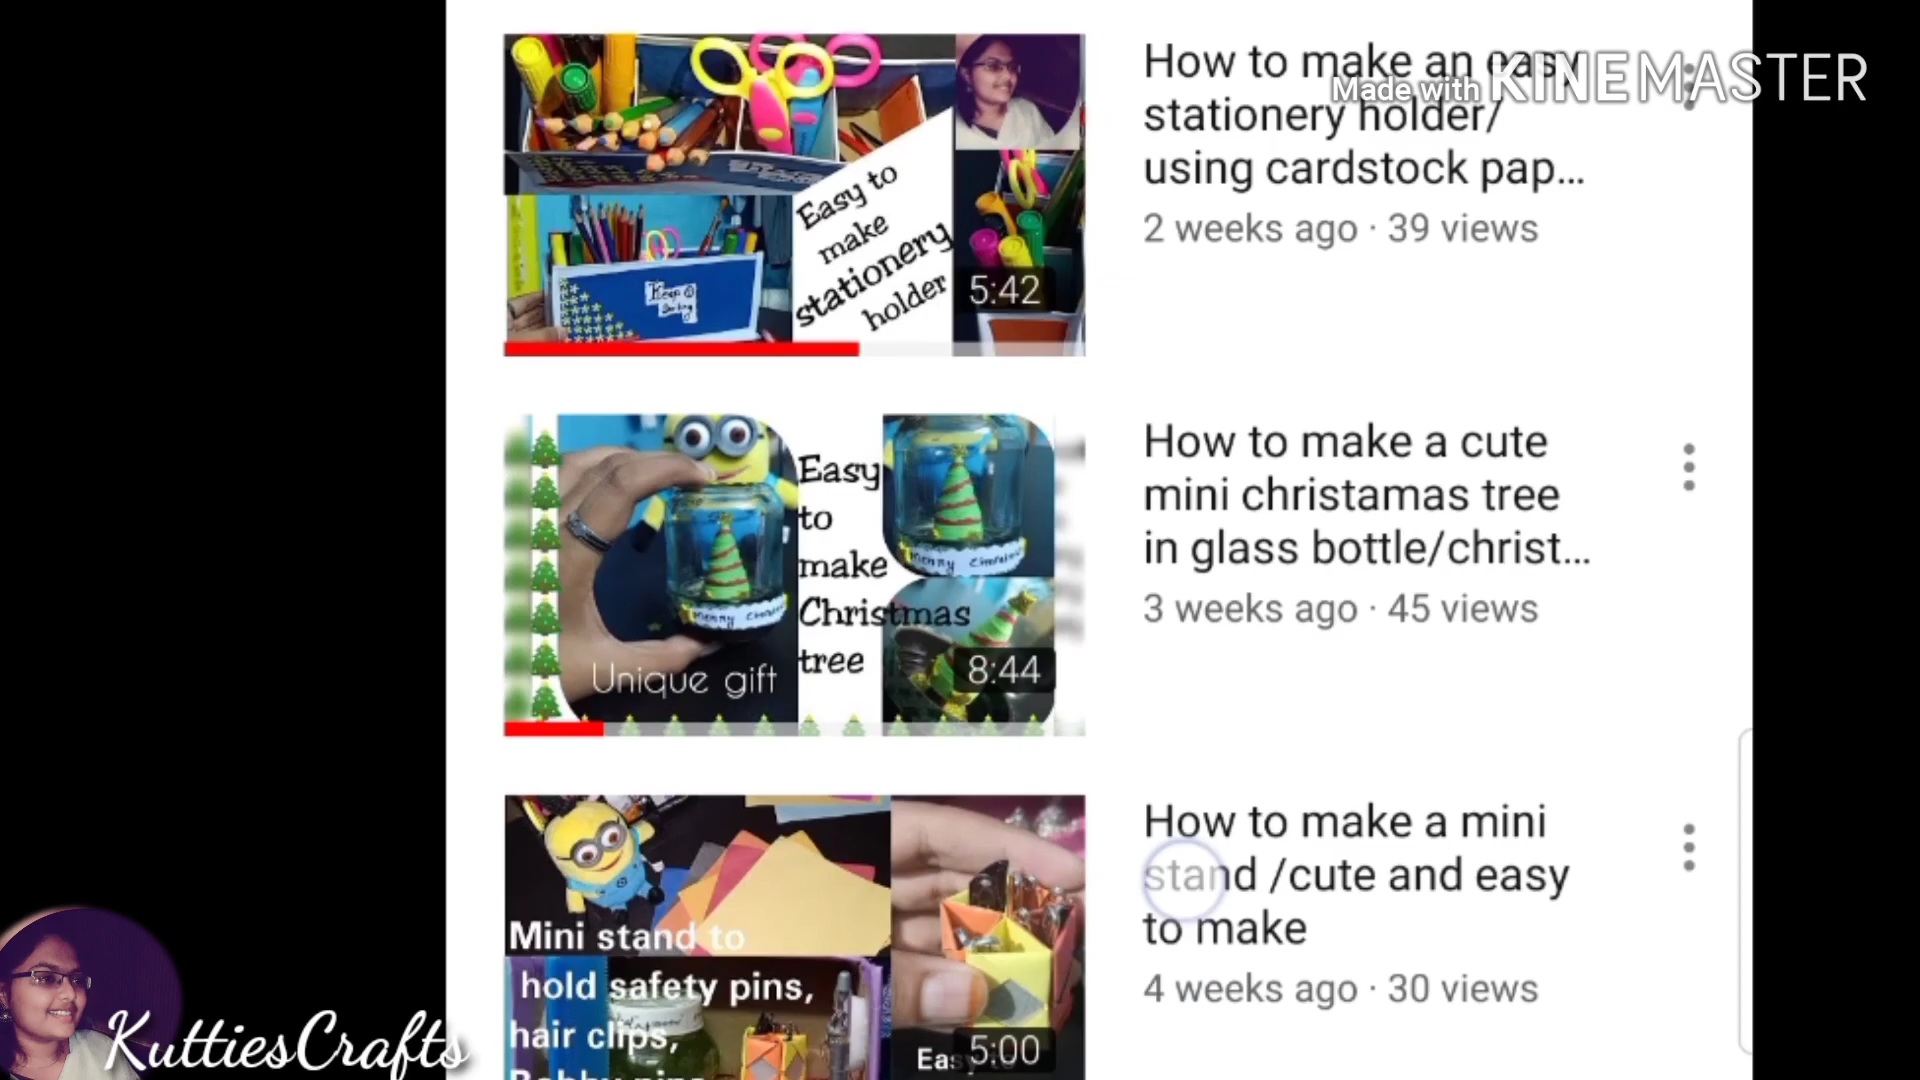 How to make an easy
stationery holder/
using cardstock pap...
2 weeks ago · 39 views
Made with KINEMASTER
Easy to
make
stationery
holder
Keep
Smiling
5:42
How to make a cute
mini christamas tree
in glass bottle/christ...
3 weeks ago · 45 views
Easy
to
make
Christmas
tree
Unique gift
8:44
How to make a mini
stand /cute and easy
to make
4 weeks ago · 30 views
Mini stand to
hold safety pins,
hair clips,
5:00
KuttiesCrafts